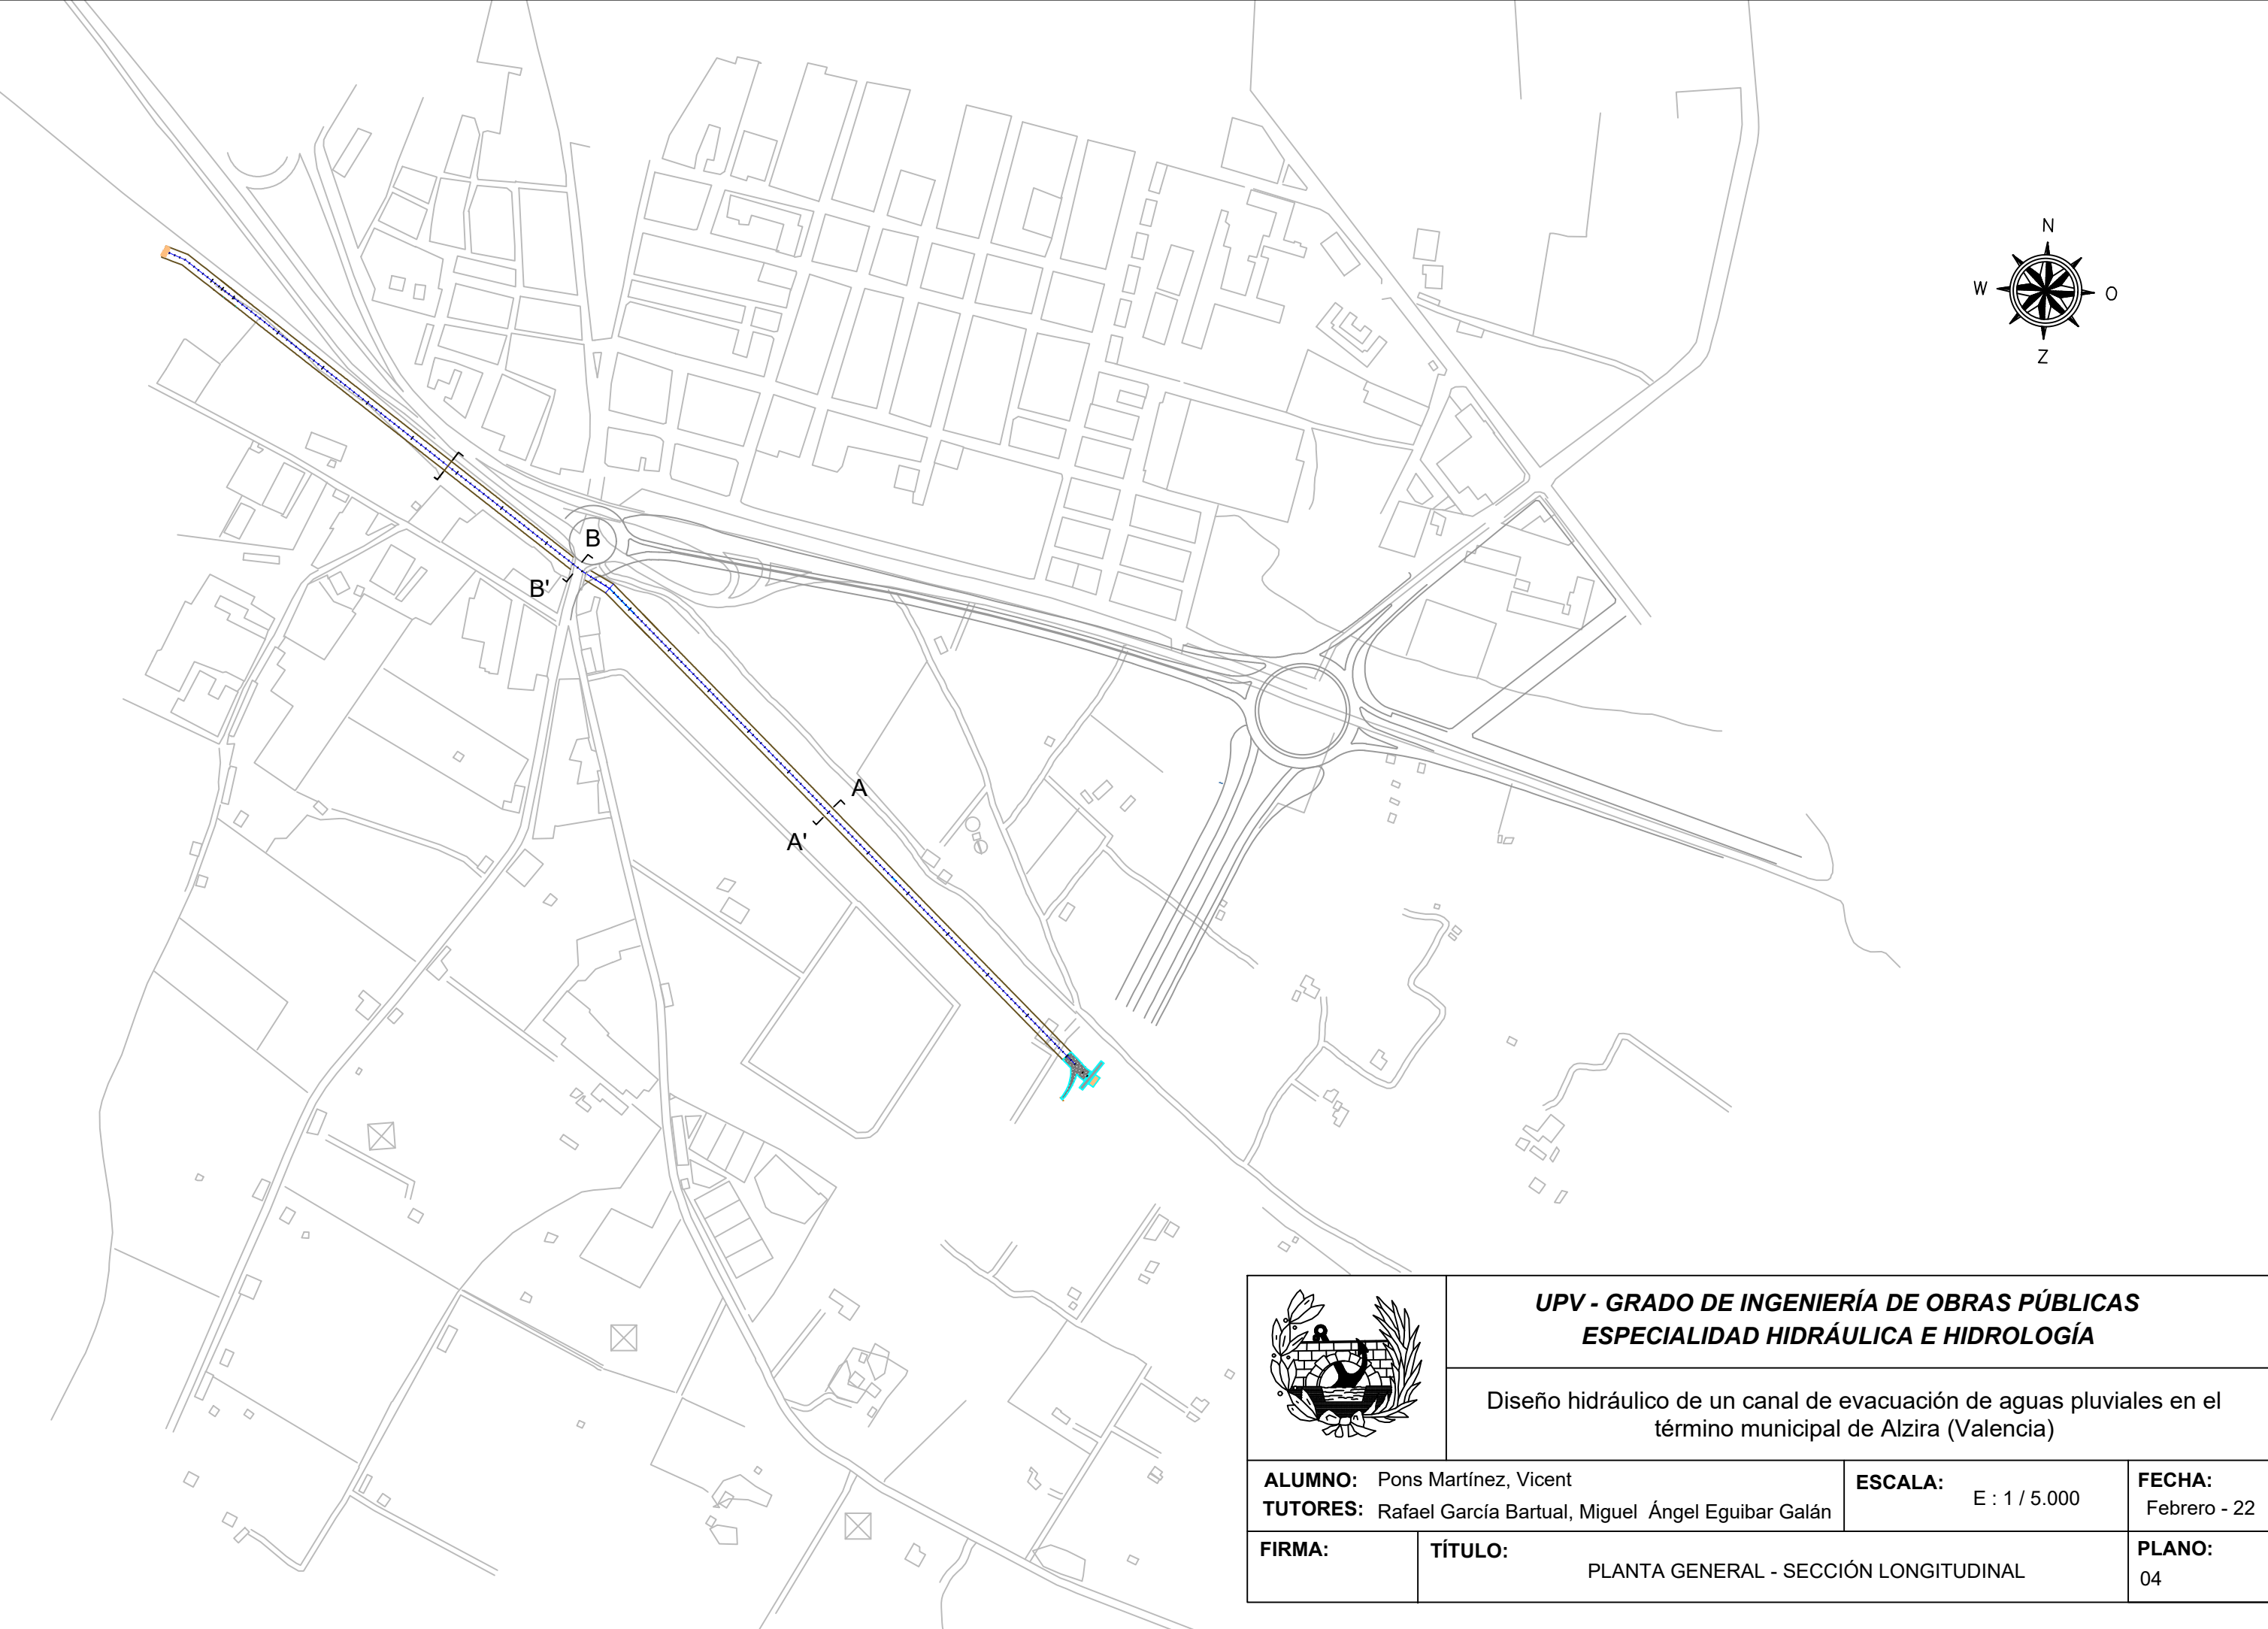 N
W
O
Z
B
B'
A
A'
UPV - GRADO DE INGENIERÍA DE OBRAS PÚBLICAS
ESPECIALIDAD HIDRÁULICA E HIDROLOGÍA
Diseño hidráulico de un canal de evacuación de aguas pluviales en el
término municipal de Alzira (Valencia)
ALUMNO: Pons Martínez, Vicent
TUTORES: Rafael García Bartual, Miguel Ángel Eguibar Galán
ESCALA:
E : 1 / 5.000
FECHA:
Febrero - 22
FIRMA:
TÍTULO:
PLANTA GENERAL - SECCIÓN LONGITUDINAL
PLANO:
04